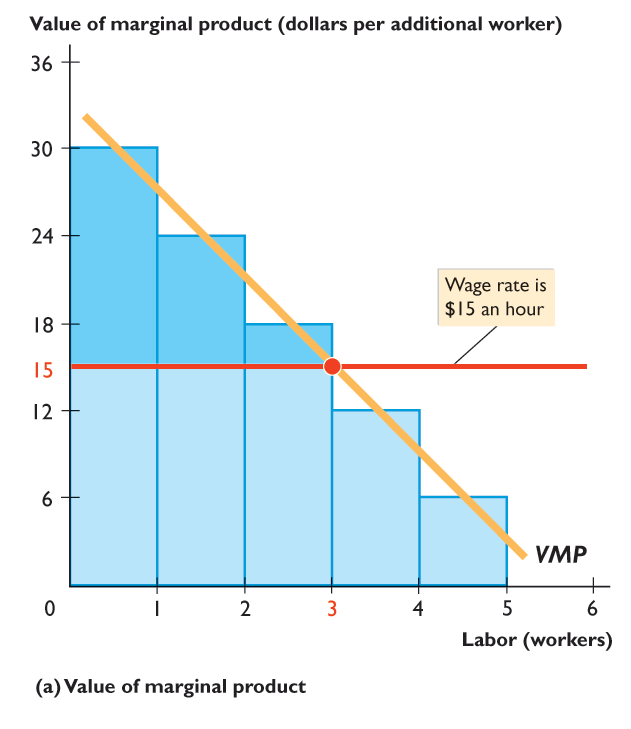 Value of marginal product (dollars per additional worker)
36
30
24
18
15
12
6
0
Wage rate is
$15 an hour
VMP
1 2 3 4 5 6
Labor (workers)
(a) Value of marginal product